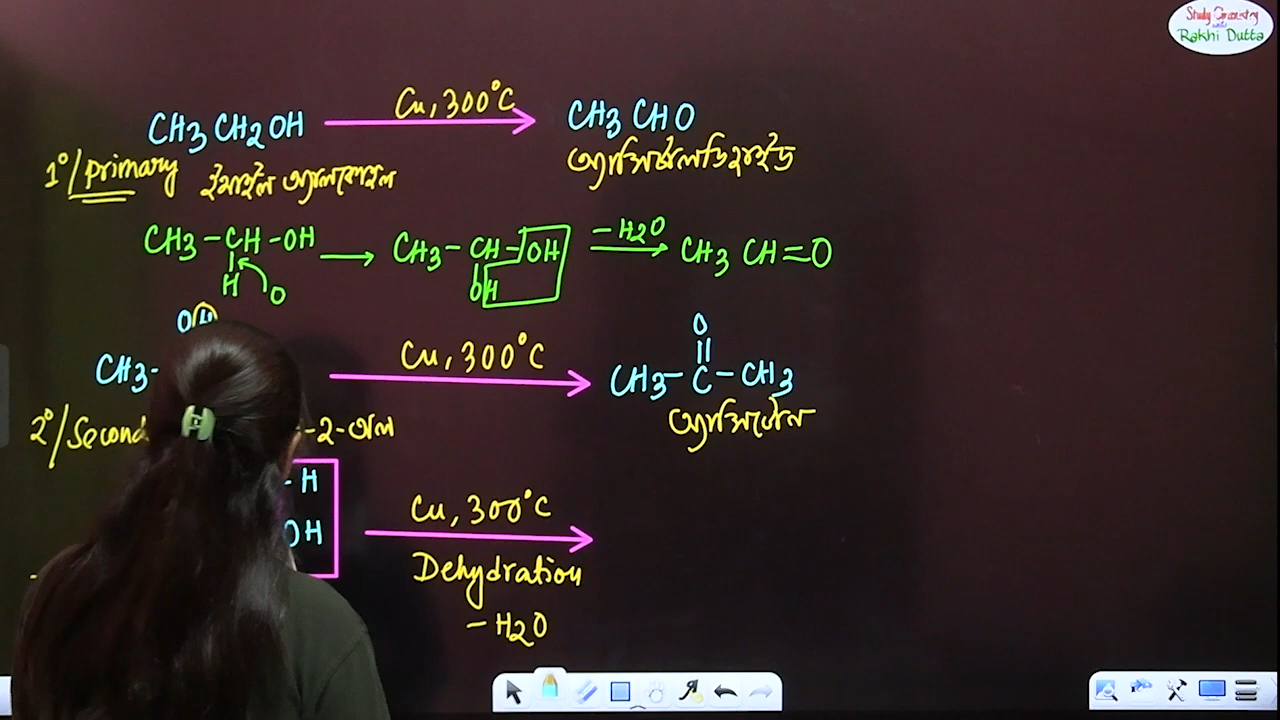 Study Chemistry
with
Rakhi Dutta
CH3 CH2 OH Cu, 300°C CH3 CHO
1°/primary ইথাইল অ্যালকোহল অ্যাসিট্যালডিহাইড
CH3 - CH - OH → CH3 - CH - OH -H2O CH3 CH=O
H O OH
OH
CH3- Cu, 300°C O
CH3 - C - CH3
2°/Second -2-অল অ্যাসিটোন
- H
OH Cu, 300°C
Dehydration
- H2O